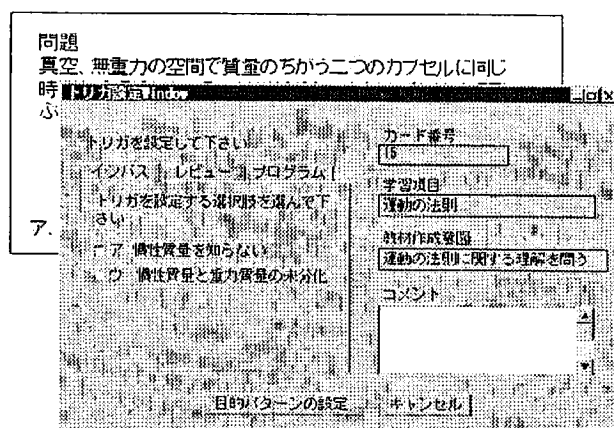 問題
真空、無重力の空間で質量のちがう二つのカプセルに同じ
時
ぶ
ア.
トリガ設定Window
トリガを設定して下さい
インパス レビュー プログラム
トリガを設定する選択肢を選んで下
さい
ア 慣性質量を知らない
ウ 慣性質量と重力質量の未分化
カード番号
15
学習項目
運動の法則
教材作成意図
運動の法則に関する理解を問う
コメント
目的パターンの設定
キャンセル